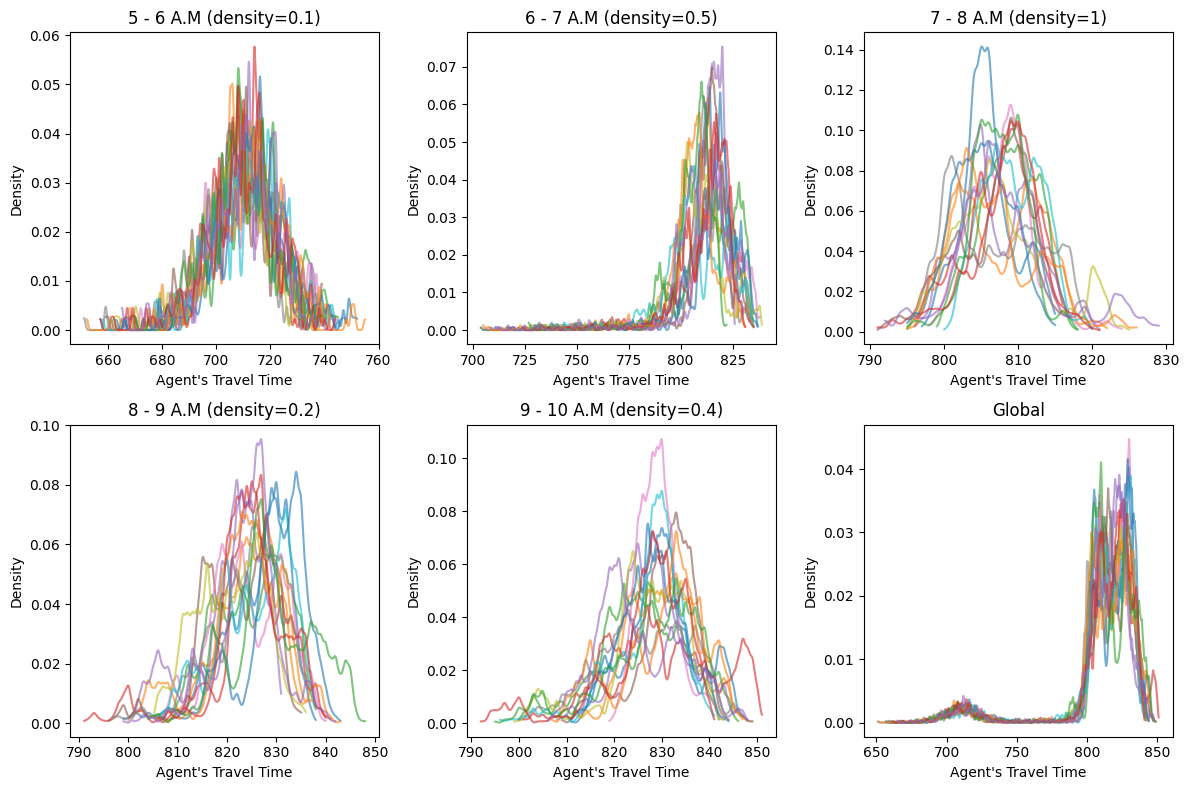 5 - 6 A.M (density=0.1)
0.06
0.05
0.04
0.03
0.02
0.01
0.00
Density
660 680 700 720 740 760
Agent's Travel Time
6 - 7 A.M (density=0.5)
0.07
0.06
0.05
0.04
0.03
0.02
0.01
0.00
Density
700 725 750 775 800 825
Agent's Travel Time
7 - 8 A.M (density=1)
0.14
0.12
0.10
0.08
0.06
0.04
0.02
0.00
Density
790 800 810 820 830
Agent's Travel Time
8 - 9 A.M (density=0.2)
0.10
0.08
0.06
0.04
0.02
0.00
Density
790 800 810 820 830 840 850
Agent's Travel Time
9 - 10 A.M (density=0.4)
0.10
0.08
0.06
0.04
0.02
0.00
Density
790 800 810 820 830 840 850
Agent's Travel Time
Global
0.04
0.03
0.02
0.01
0.00
Density
650 700 750 800 850
Agent's Travel Time